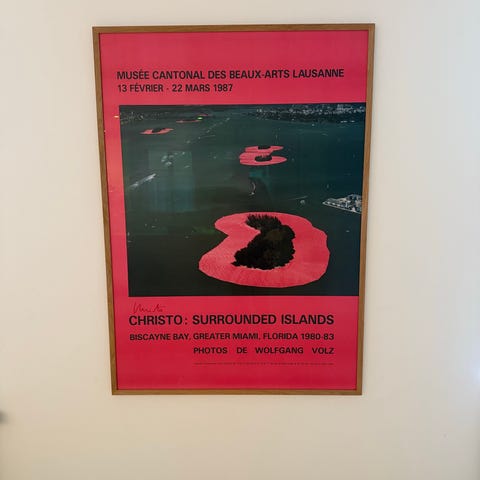 MUSÉE CANTONAL DES BEAUX-ARTS LAUSANNE
13 FÉVRIER - 22 MARS 1987
CHRISTO: SURROUNDED ISLANDS
BISCAYNE BAY, GREATER MIAMI, FLORIDA 1980-83
PHOTOS DE WOLFGANG VOLZ